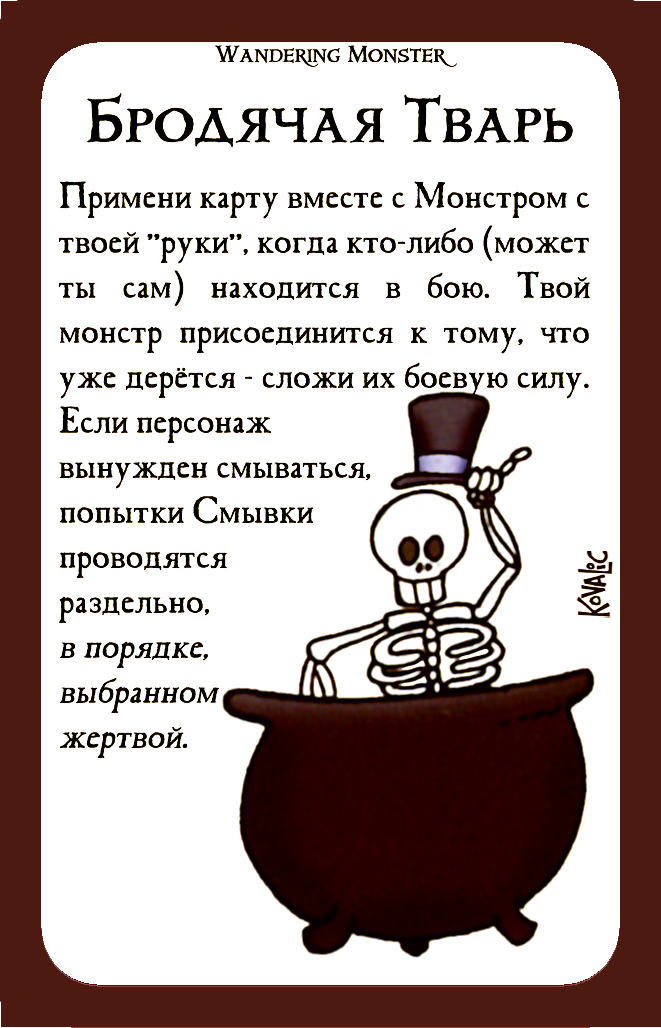 Wandering Monster
Бродячая Тварь
Примени карту вместе с Монстром с
твоей "руки", когда кто-либо (может
ты сам) находится в бою. Твой
монстр присоединится к тому, что
уже дерётся - сложи их боевую силу.
Если персонаж
вынужден смываться,
попытки Смывки
проводятся
раздельно,
в порядке,
выбранном
жертвой.
Kovalic